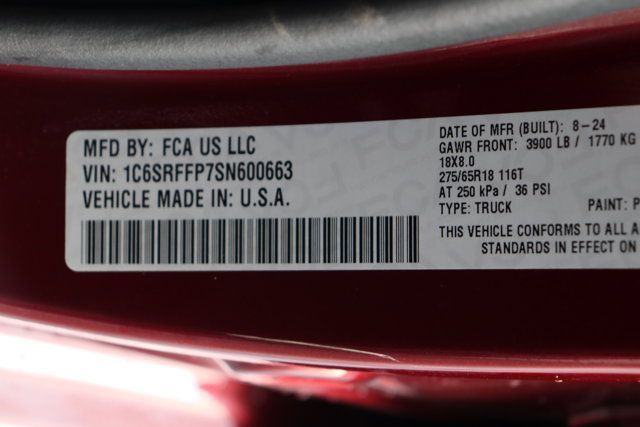 MFD BY: FCA US LLC
VIN: 1C6SRFFP7SN600663
VEHICLE MADE IN: U.S.A.
DATE OF MFR (BUILT): 8-24
GAWR FRONT: 3900 LB / 1770 KG
18X8.0
275/65R18 116T
AT 250 kPa / 36 PSI
TYPE: TRUCK PAINT: P
THIS VEHICLE CONFORMS TO ALL A
STANDARDS IN EFFECT ON